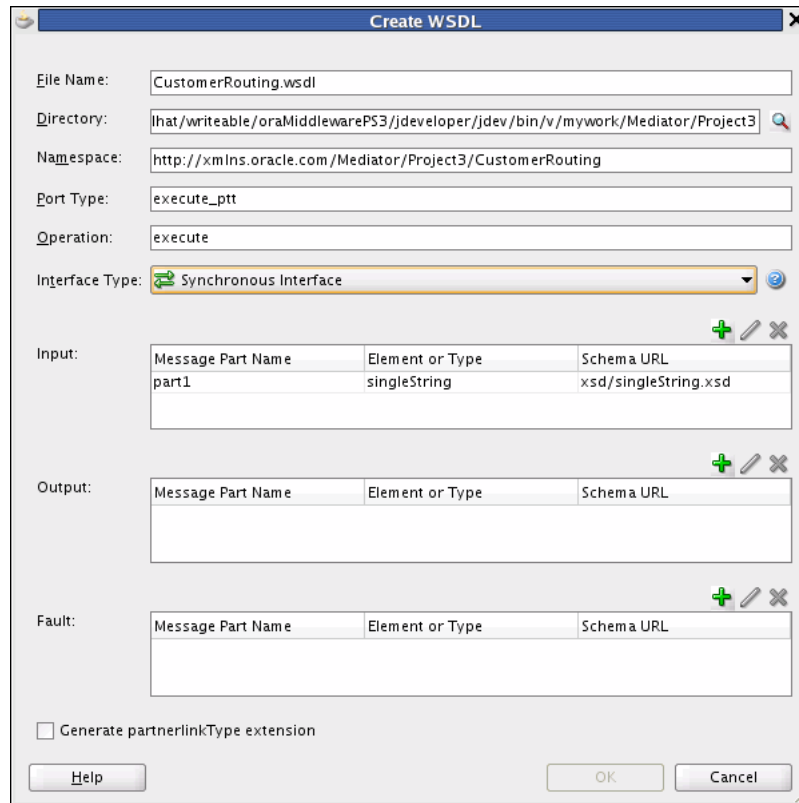 Create WSDL
File Name: CustomerRouting.wsdl
Directory: lhat/writeable/oraMiddlewarePS3/jdeveloper/jdev/bin/v/mywork/Mediator/Project3
Namespace: http://xmlns.oracle.com/Mediator/Project3/CustomerRouting
Port Type: execute_ptt
Operation: execute
Interface Type: Synchronous Interface
Input:
Message Part Name Element or Type Schema URL
part1 singleString xsd/singleString.xsd
Output:
Message Part Name Element or Type Schema URL
Fault:
Message Part Name Element or Type Schema URL
Generate partnerlinkType extension
Help OK Cancel